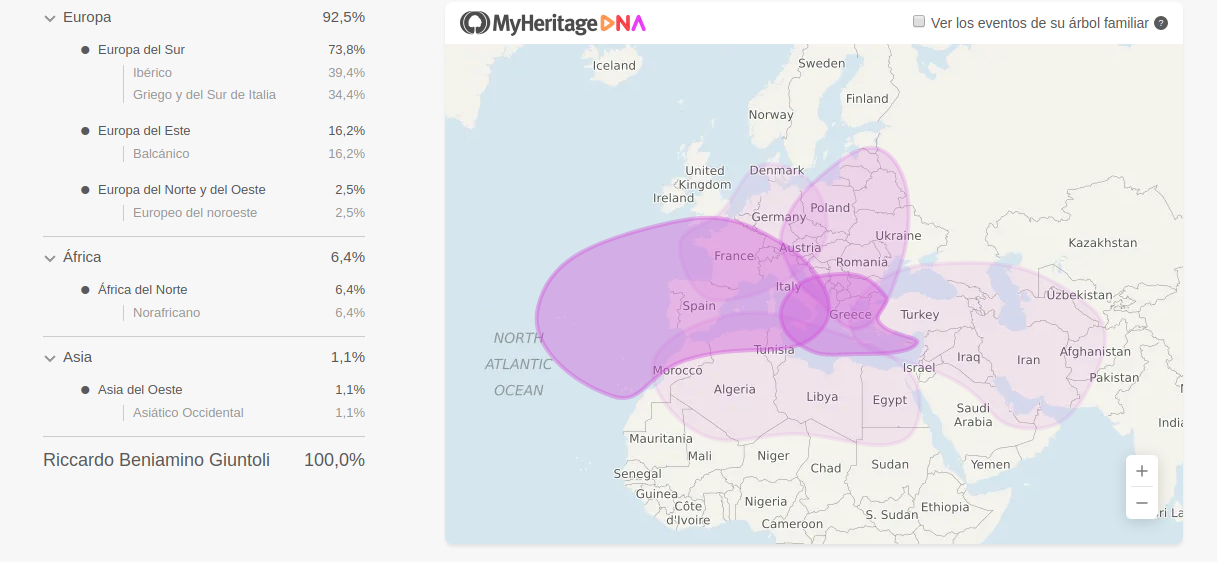 Europa 92,5%
Europa del Sur 73,8%
Ibérico 39,4%
Griego y del Sur de Italia 34,4%
Europa del Este 16,2%
Balcánico 16,2%
Europa del Norte y del Oeste 2,5%
Europeo del noroeste 2,5%
África 6,4%
África del Norte 6,4%
Norafricano 6,4%
Asia 1,1%
Asia del Oeste 1,1%
Asiático Occidental 1,1%
Riccardo Beniamino Giuntoli 100,0%
MyHeritage DNA
Ver los eventos de su árbol familiar ?
Iceland
Sweden
Finland
Norway
United
Kingdom
Denmark
Ireland
Poland
Germany
Ukraine
Austria
France
Romania
Kazakhstan
Italy
Uzbekistan
Spain
Greece
Turkey
NORTH
ATLANTIC
OCEAN
Tunisia
Iraq
Iran
Afghanistan
Morocco
Israel
Pakistan
Algeria
Libya
Egypt
Saudi
Arabia
India
Mauritania
Mali
Niger
Chad
Sudan
Yemen
Senegal
Guinea
Côte
d'Ivoire
Nigeria
Cameroon
S. Sudan
Ethiopia
ri La
+
−